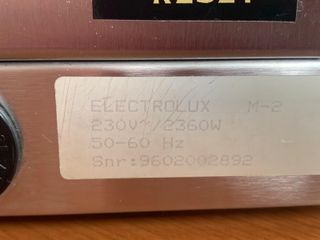 ELECTROLUX M-2
230V~/2360W
50-60 Hz
Snr:9602002892